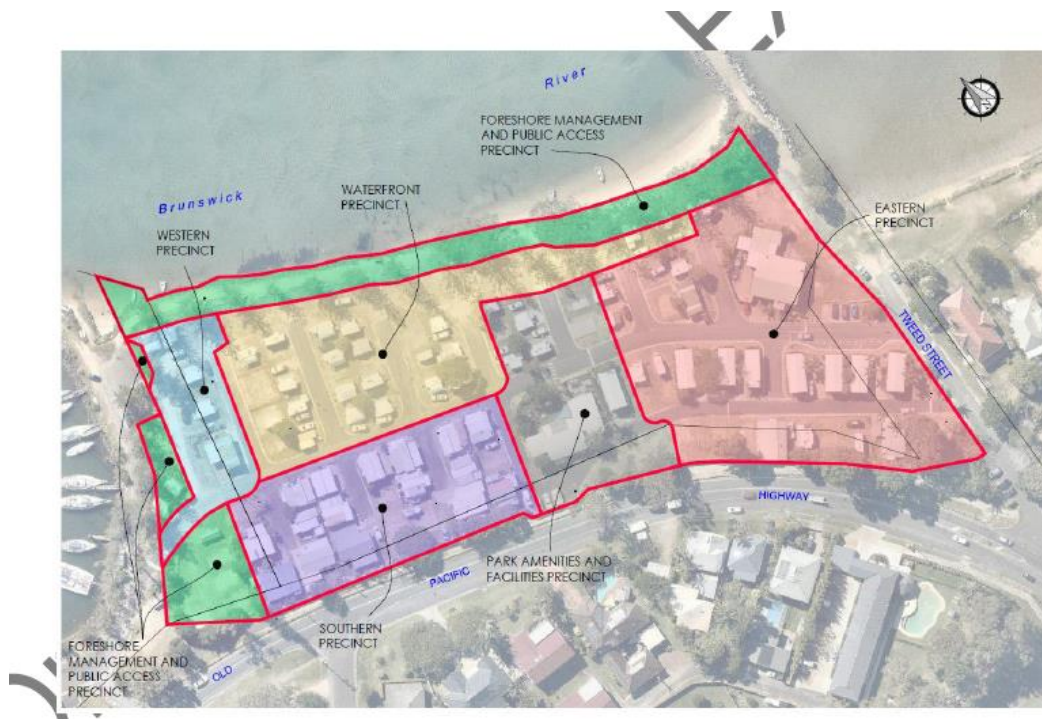 River
FORESHORE MANAGEMENT
AND PUBLIC ACCESS
PRECINCT
WATERFRONT
PRECINCT
Brunswick
WESTERN
PRECINCT
EASTERN
PRECINCT
TWEED STREET
HIGHWAY
PARK AMENITIES AND
FACILITIES PRECINCT
PACIFIC
SOUTHERN
PRECINCT
FORESHORE
MANAGEMENT AND
PUBLIC ACCESS
PRECINCT
OLD